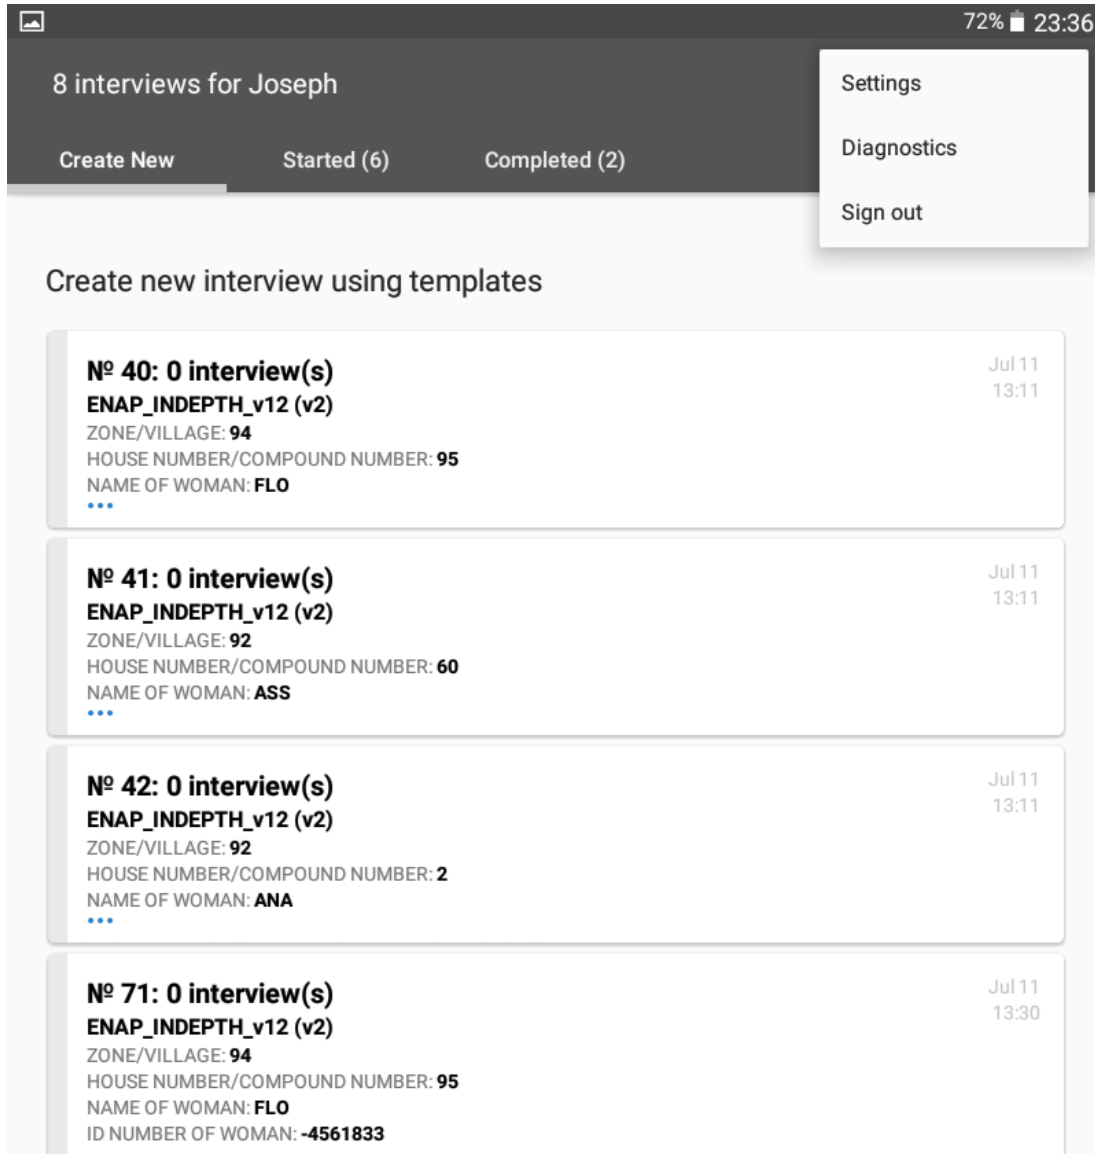 72% 23:36
8 interviews for Joseph
Settings
Diagnostics
Sign out
Create New Started (6) Completed (2)
Create new interview using templates
№ 40: 0 interview(s)
Jul 11
13:11
ENAP_INDEPTH_v12 (v2)
ZONE/VILLAGE: 94
HOUSE NUMBER/COMPOUND NUMBER: 95
NAME OF WOMAN: FLO
•••
№ 41: 0 interview(s)
Jul 11
13:11
ENAP_INDEPTH_v12 (v2)
ZONE/VILLAGE: 92
HOUSE NUMBER/COMPOUND NUMBER: 60
NAME OF WOMAN: ASS
•••
№ 42: 0 interview(s)
Jul 11
13:11
ENAP_INDEPTH_v12 (v2)
ZONE/VILLAGE: 92
HOUSE NUMBER/COMPOUND NUMBER: 2
NAME OF WOMAN: ANA
•••
№ 71: 0 interview(s)
Jul 11
13:30
ENAP_INDEPTH_v12 (v2)
ZONE/VILLAGE: 94
HOUSE NUMBER/COMPOUND NUMBER: 95
NAME OF WOMAN: FLO
ID NUMBER OF WOMAN: -4561833